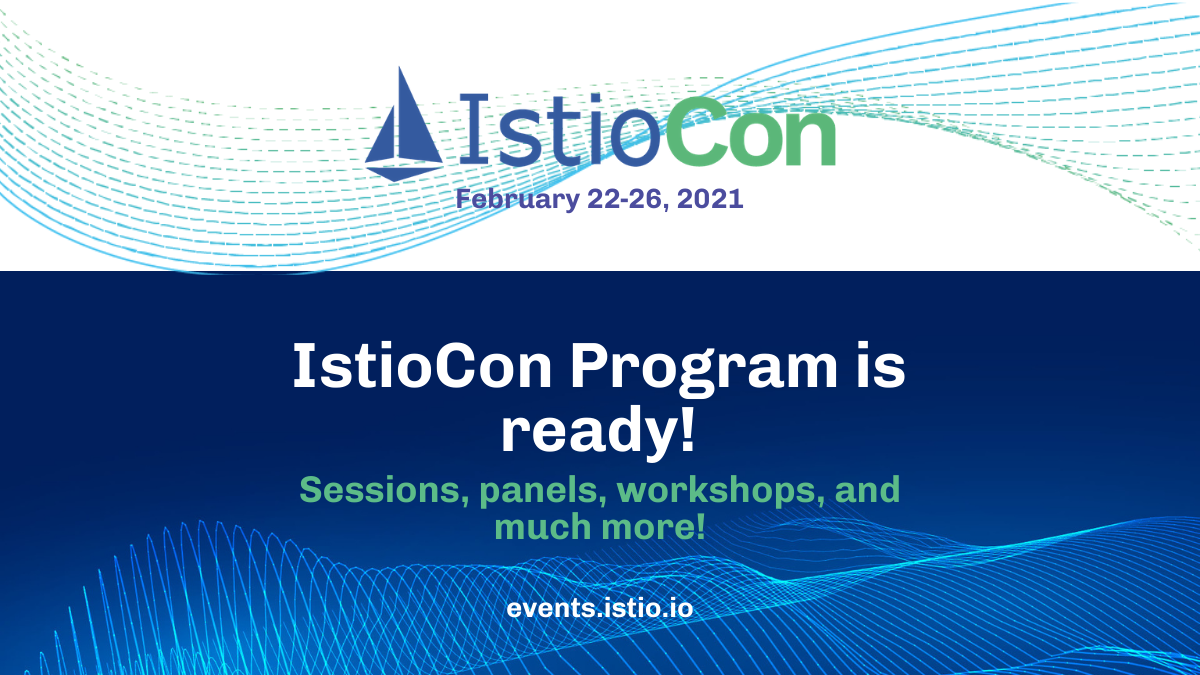 IstioCon
February 22-26, 2021
IstioCon Program is
ready!
Sessions, panels, workshops, and
much more!
events.istio.io